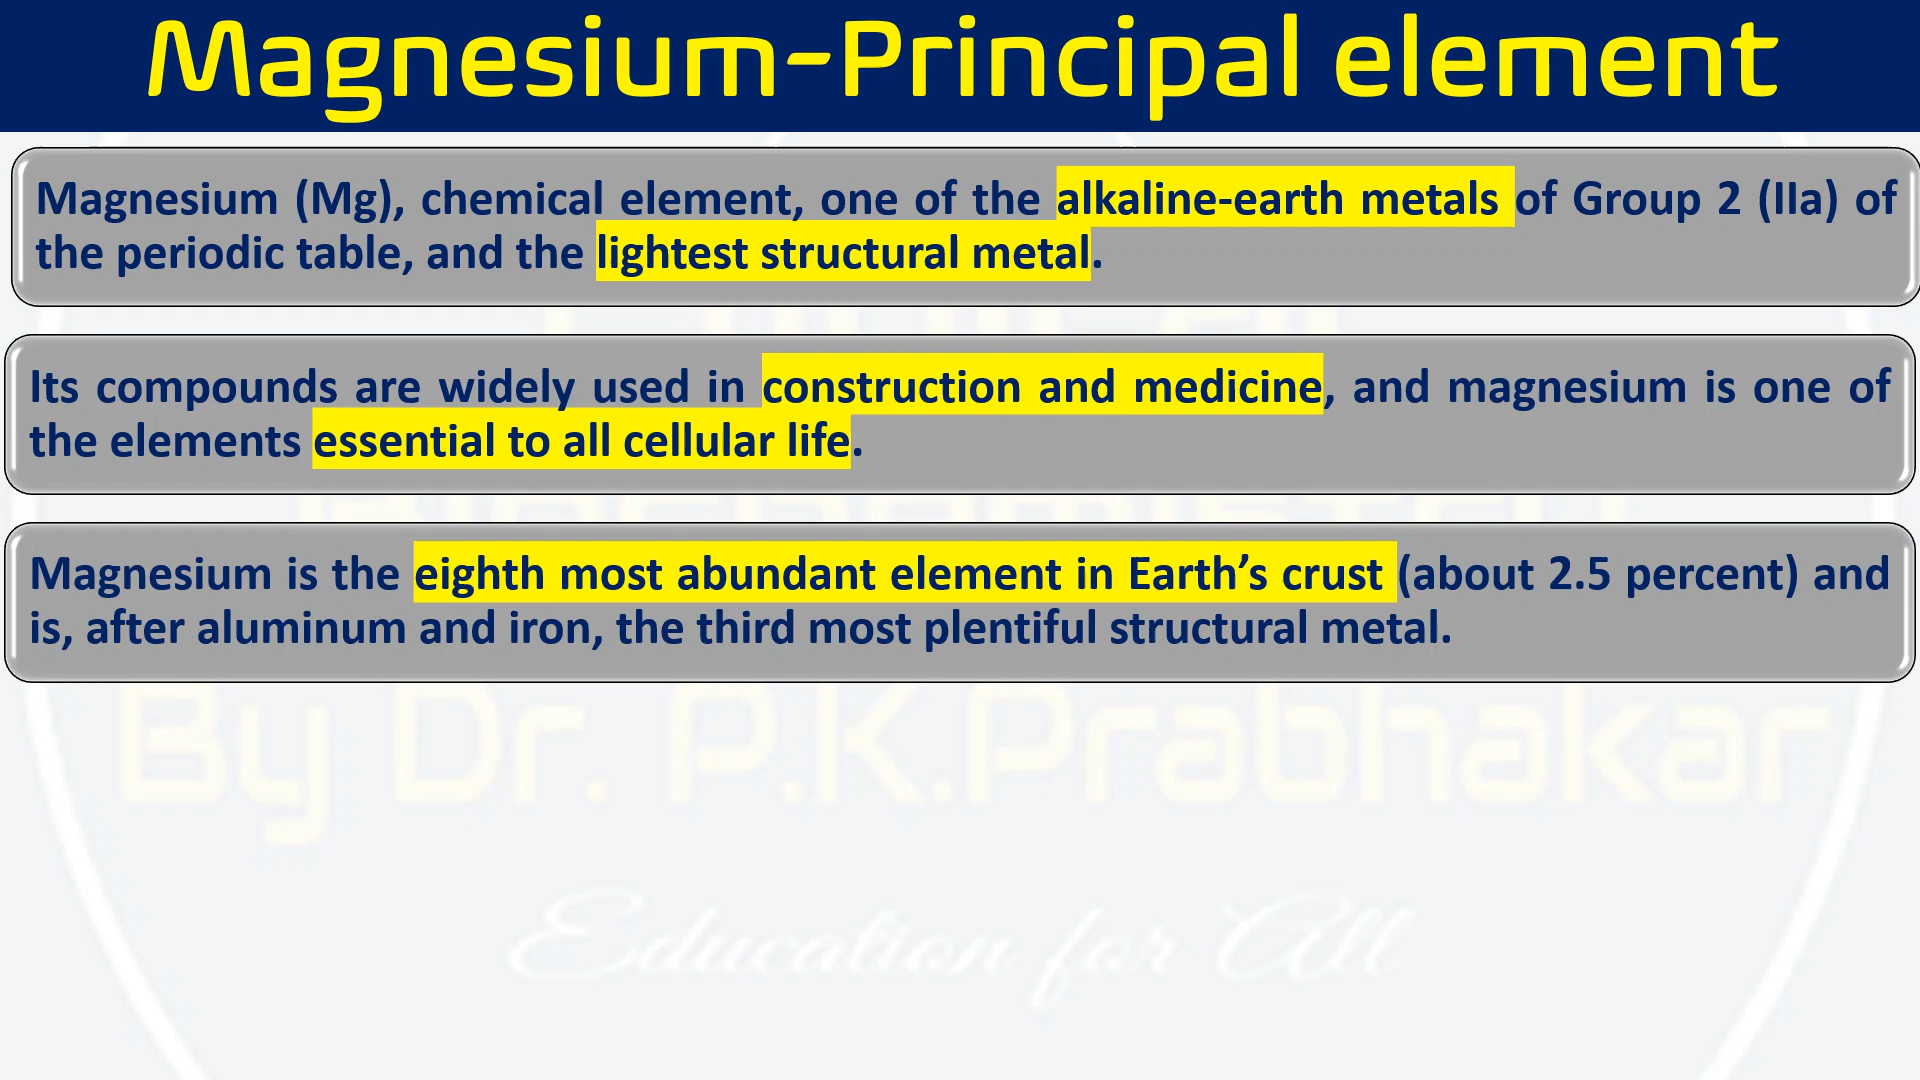 Magnesium-Principal element
Magnesium (Mg), chemical element, one of the alkaline-earth metals of Group 2 (IIa) of
the periodic table, and the lightest structural metal.
Its compounds are widely used in construction and medicine, and magnesium is one of
the elements essential to all cellular life.
Magnesium is the eighth most abundant element in Earth’s crust (about 2.5 percent) and
is, after aluminum and iron, the third most plentiful structural metal.
By Dr. P.K.Prabhakar
Education for All